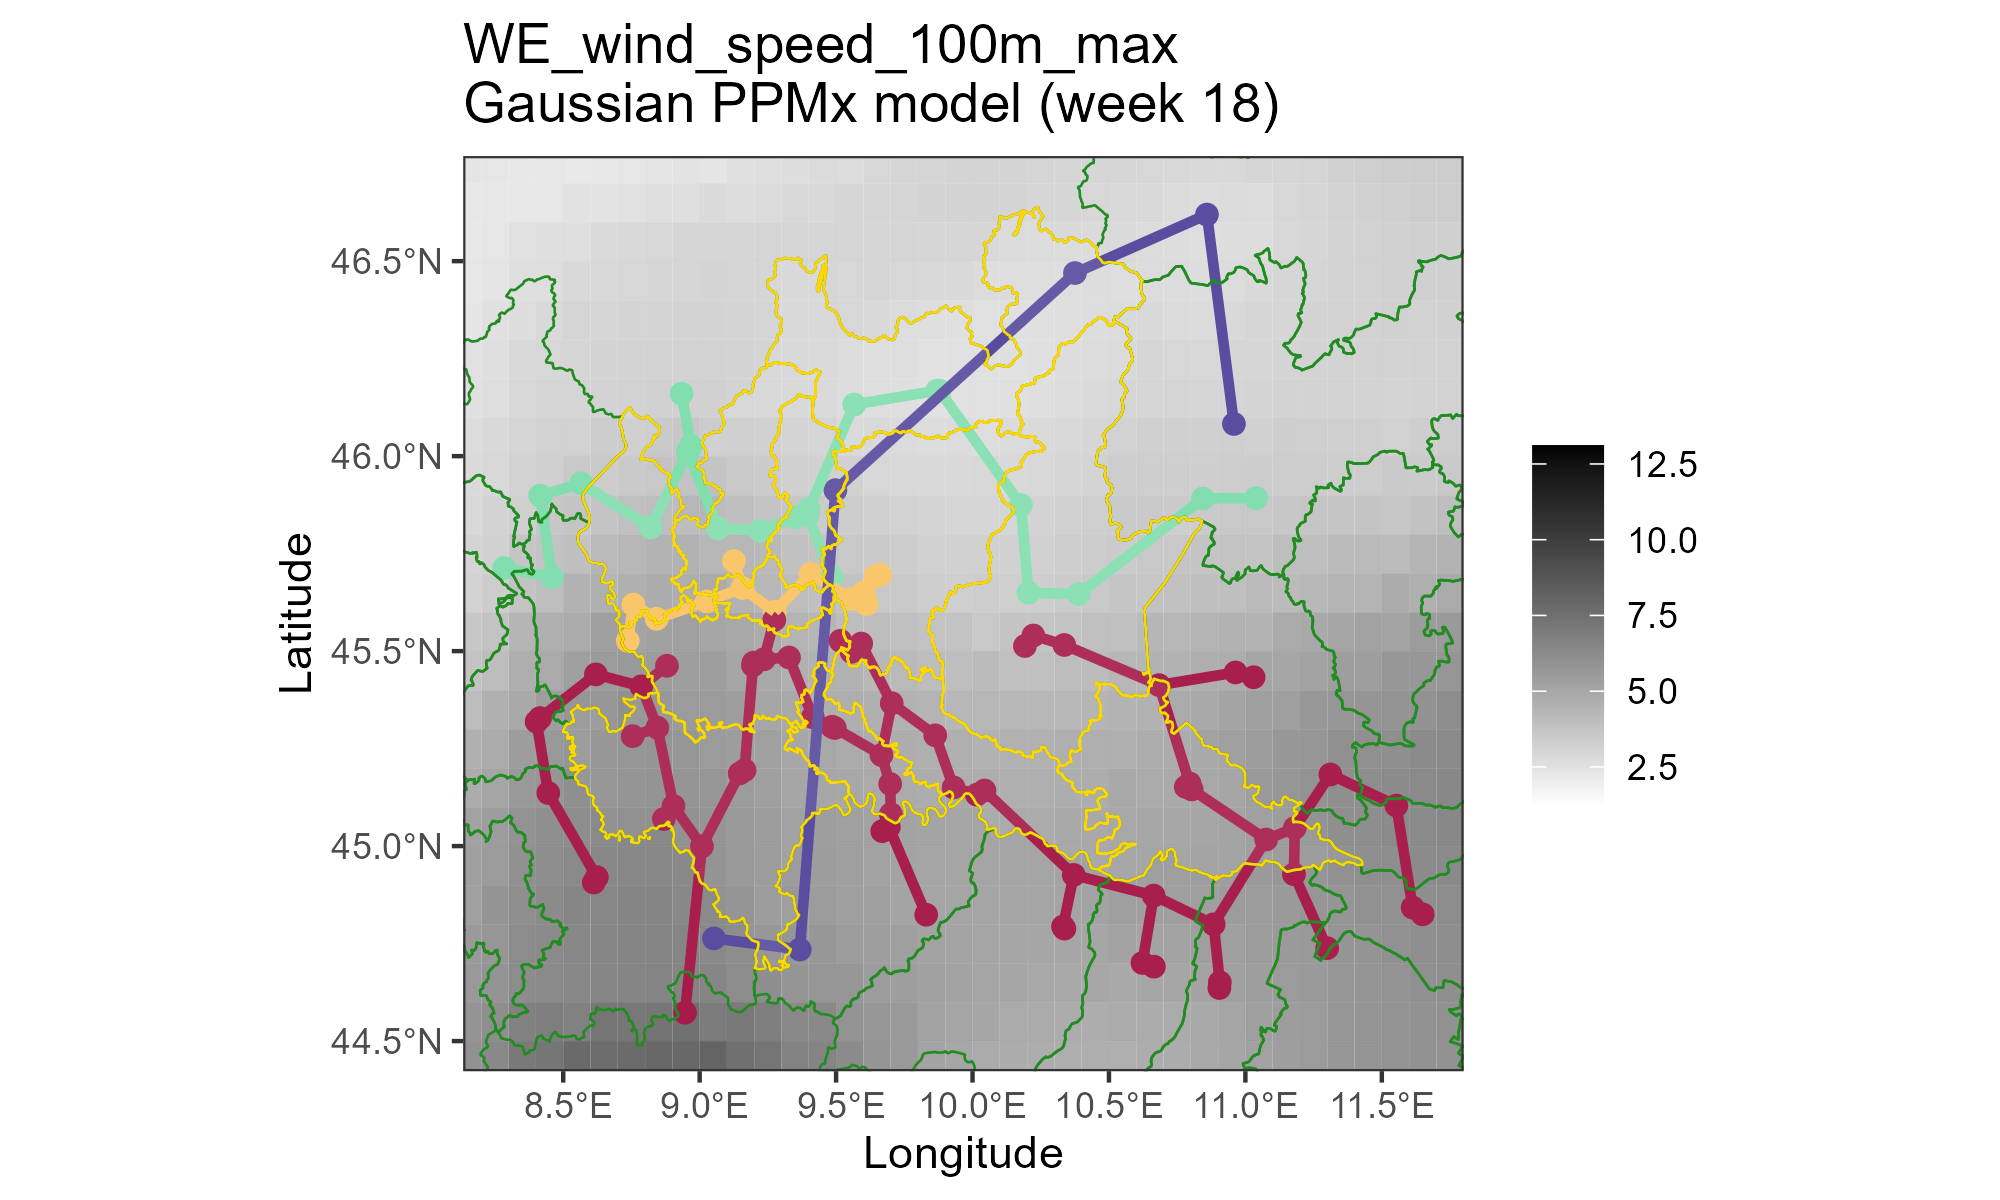 WE_wind_speed_100m_max
Gaussian PPMx model (week 18)
Latitude
46.5°N
46.0°N
45.5°N
45.0°N
44.5°N
8.5°E
9.0°E
9.5°E
10.0°E
10.5°E
11.0°E
11.5°E
Longitude
12.5
10.0
7.5
5.0
2.5